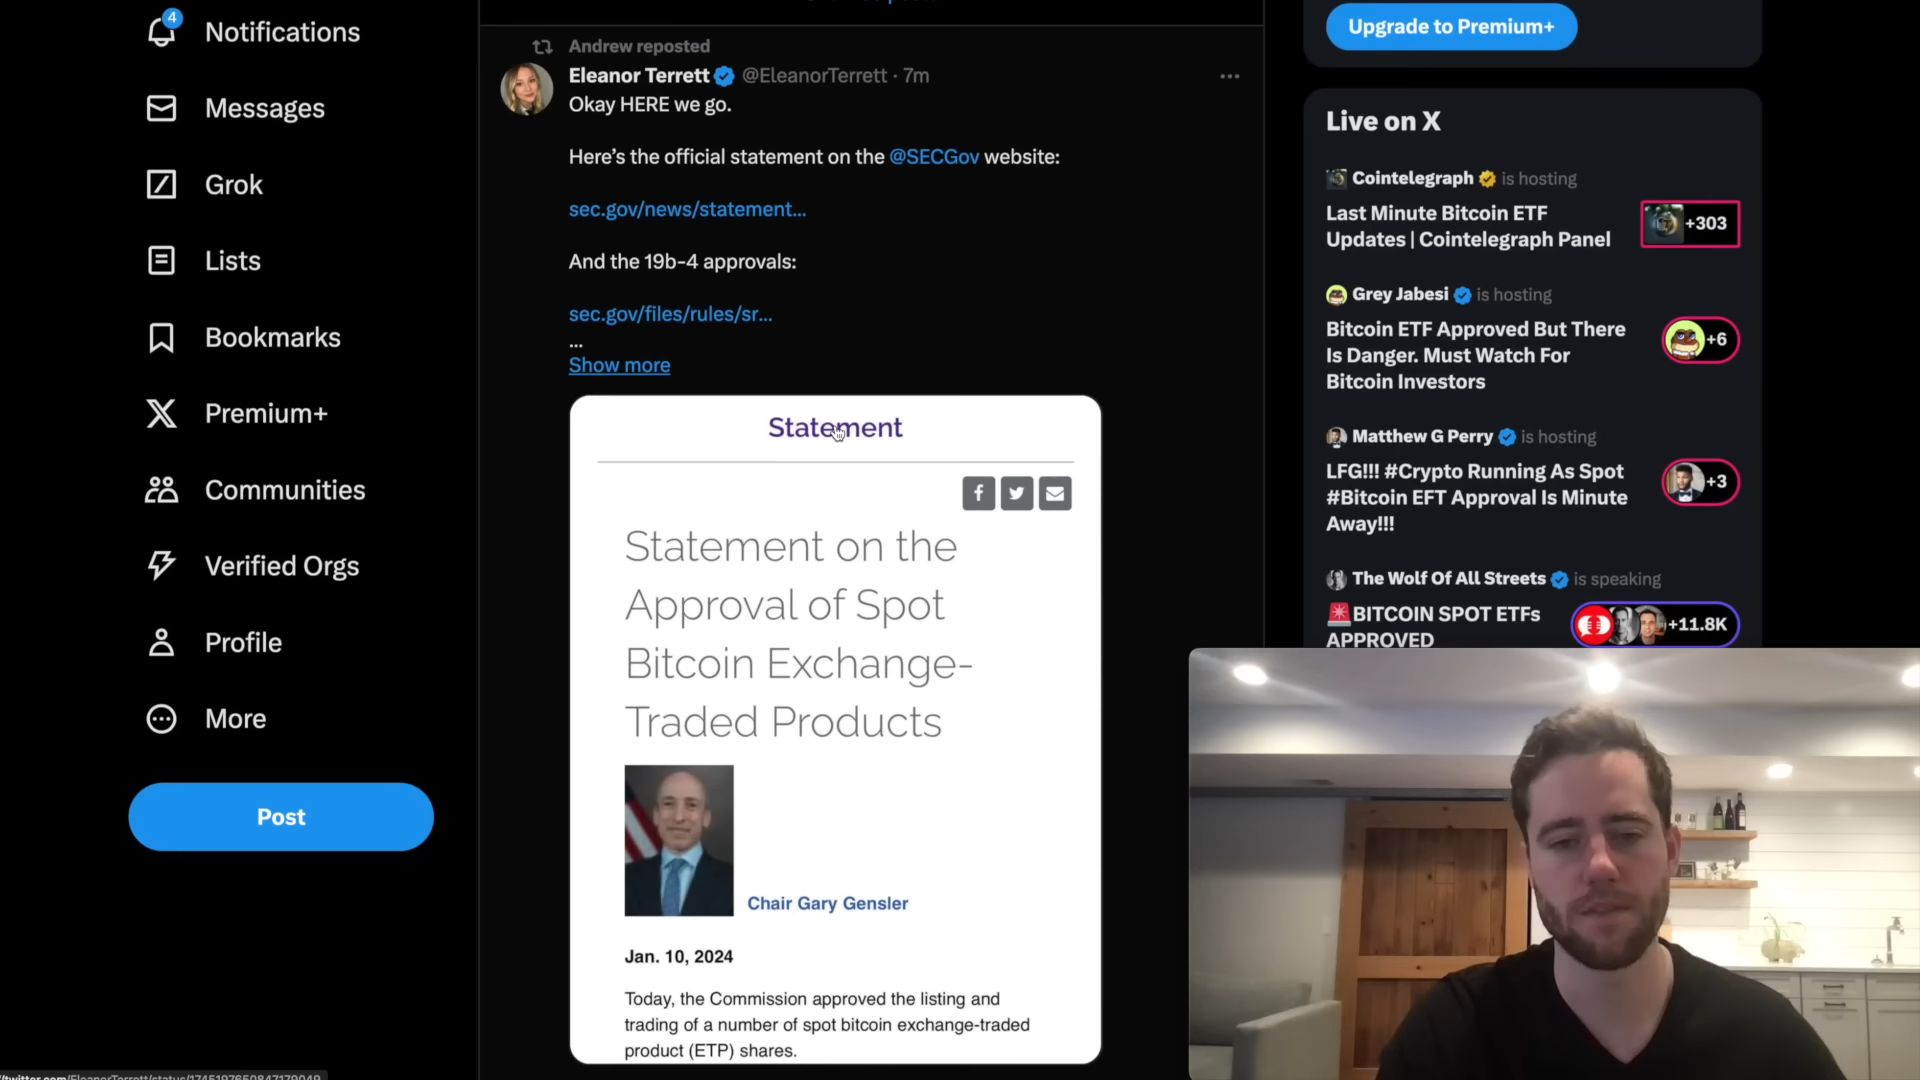 4
Notifications
Messages
Grok
Lists
Bookmarks
Premium+
Communities
Verified Orgs
Profile
More
Post
Andrew reposted
Eleanor Terrett @EleanorTerrett · 7m
Okay HERE we go.
Here’s the official statement on the @SECGov website:
sec.gov/news/statement…
And the 19b-4 approvals:
sec.gov/files/rules/sr…
...
Show more
Statement
Statement on the
Approval of Spot
Bitcoin Exchange-
Traded Products
Chair Gary Gensler
Jan. 10, 2024
Today, the Commission approved the listing and
trading of a number of spot bitcoin exchange-traded
product (ETP) shares.
Upgrade to Premium+
Live on X
Cointelegraph is hosting
Last Minute Bitcoin ETF
Updates | Cointelegraph Panel
+303
Grey Jabesi is hosting
Bitcoin ETF Approved But There
Is Danger. Must Watch For
Bitcoin Investors
+6
Matthew G Perry is hosting
LFG!!! #Crypto Running As Spot
#Bitcoin EFT Approval Is Minute
Away!!!
+3
The Wolf Of All Streets is speaking
🚨BITCOIN SPOT ETFs
APPROVED
+11.8K